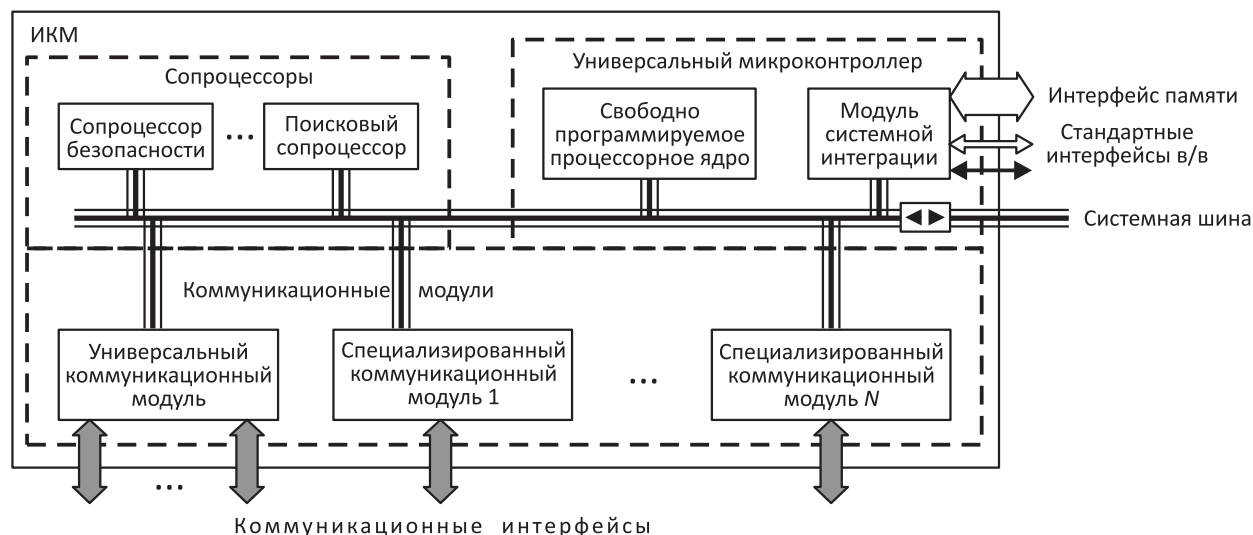 ИКМ
Сопроцессоры
Универсальный микроконтроллер
Сопроцессор
безопасности
...
Поисковый
сопроцессор
Свободно
программируемое
процессорное ядро
Модуль
системной
интеграции
Интерфейс памяти
Стандартные
интерфейсы в/в
Системная шина
Коммуникационные модули
Универсальный
коммуникационный
модуль
Специализированный
коммуникационный
модуль 1
...
Специализированный
коммуникационный
модуль N
...
Коммуникационные интерфейсы